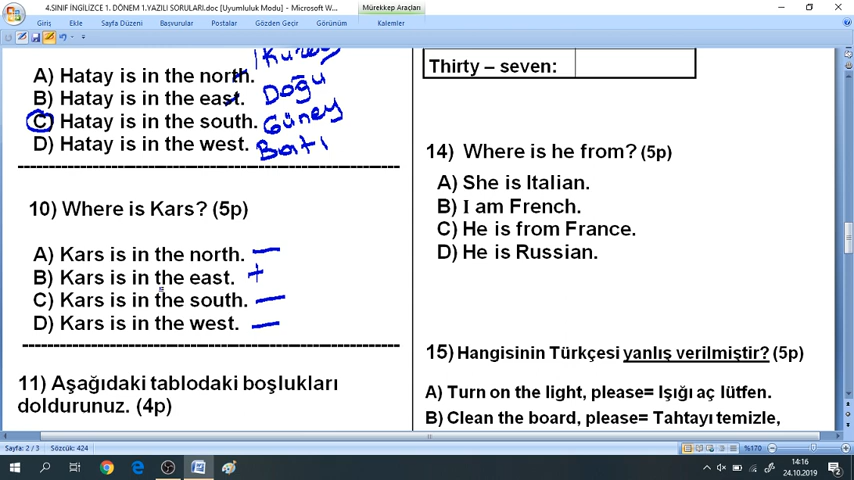 4.SINIF İNGİLİZCE 1. DÖNEM 1.YAZILI SORULARI.doc [Uyumluluk Modu] - Microsoft Word
Mürekkep Araçları
Giriş Ekle Sayfa Düzeni Başvurular Postalar Gözden Geçir Görünüm Kalemler
A) Hatay is in the north.
B) Hatay is in the east. Doğu
C) Hatay is in the south. Güney
D) Hatay is in the west. Batı
10) Where is Kars? (5p)
A) Kars is in the north. –
B) Kars is in the east. +
C) Kars is in the south. –
D) Kars is in the west. –
11) Aşağıdaki tablodaki boşlukları
doldurunuz. (4p)
Thirty – seven:
14) Where is he from? (5p)
A) She is Italian.
B) I am French.
C) He is from France.
D) He is Russian.
15) Hangisinin Türkçesi yanlış verilmiştir? (5p)
A) Turn on the light, please= Işığı aç lütfen.
B) Clean the board, please= Tahtayı temizle,
Sayfa: 2 / 3 Sözcük: 424 %170
14:16
24.10.2019